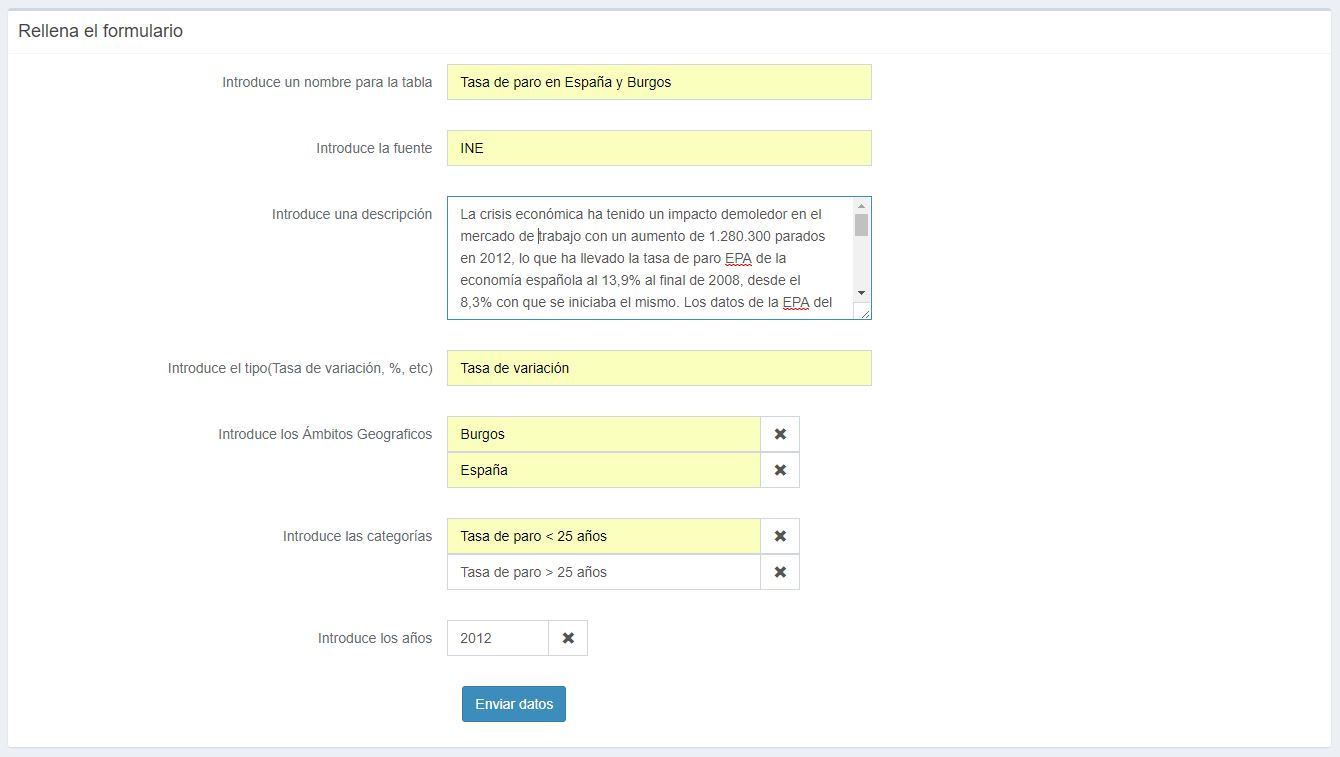 Rellena el formulario
Introduce un nombre para la tabla
Tasa de paro en España y Burgos
Introduce la fuente
INE
Introduce una descripción
La crisis económica ha tenido un impacto demoledor en el
mercado de trabajo con un aumento de 1.280.300 parados
en 2012, lo que ha llevado la tasa de paro EPA de la
economía española al 13,9% al final de 2008, desde el
8,3% con que se iniciaba el mismo. Los datos de la EPA del
Introduce el tipo(Tasa de variación, %, etc)
Tasa de variación
Introduce los Ámbitos Geograficos
Burgos
España
Introduce las categorías
Tasa de paro < 25 años
Tasa de paro > 25 años
Introduce los años
2012
Enviar datos